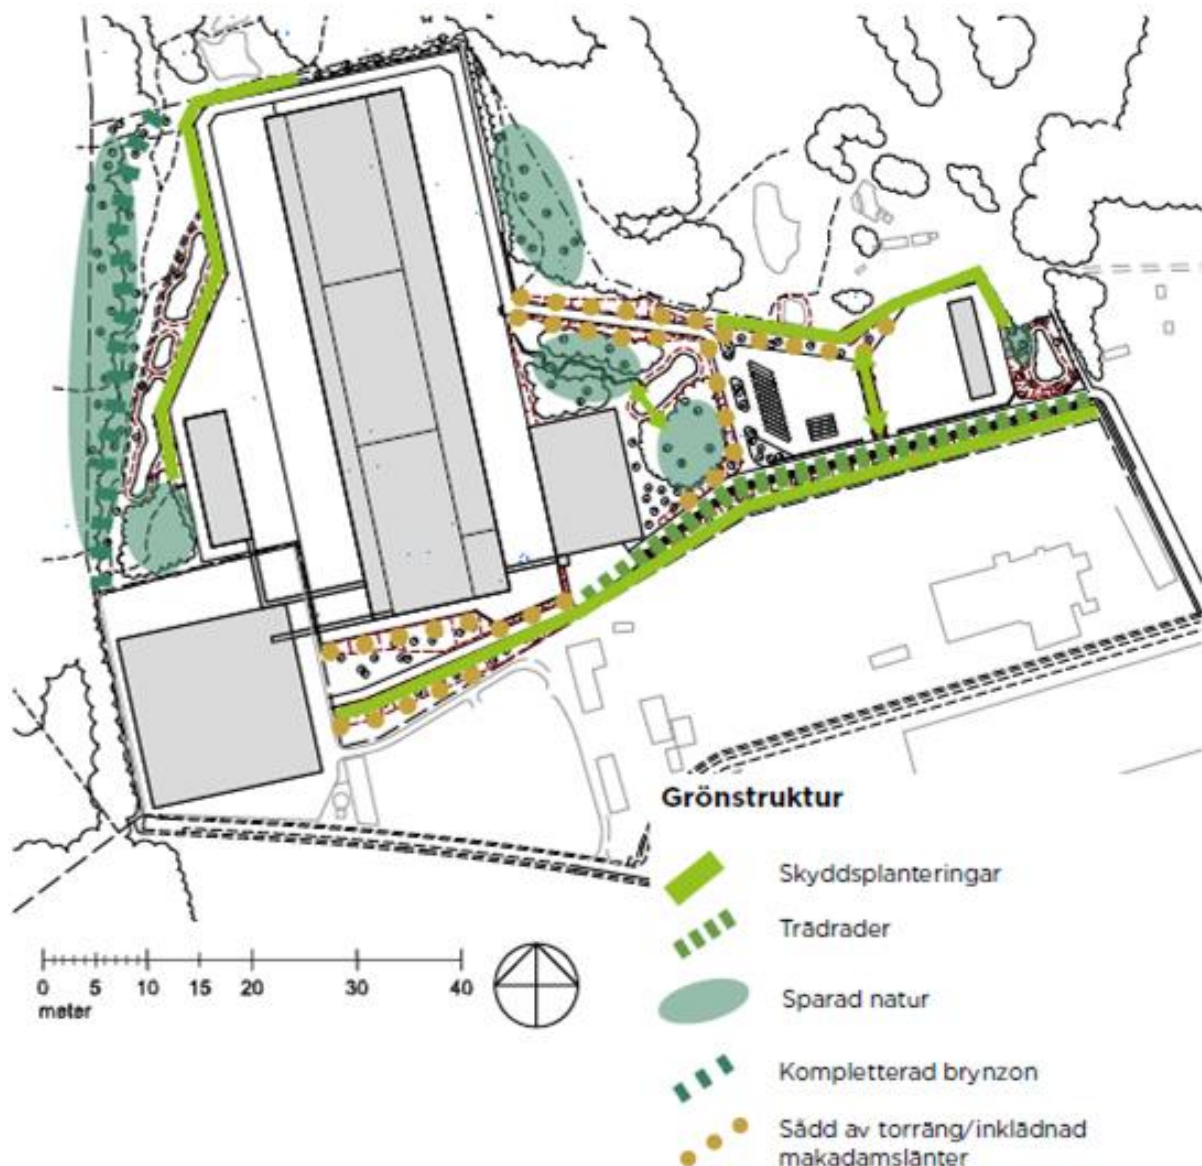 Grönstruktur
Skyddsplanteringar
Trädrader
0 5 10 15 20 30 40
meter
Sparad natur
Kompletterad brynzon
Sådd av torräng/inklädnad
makadamslänter